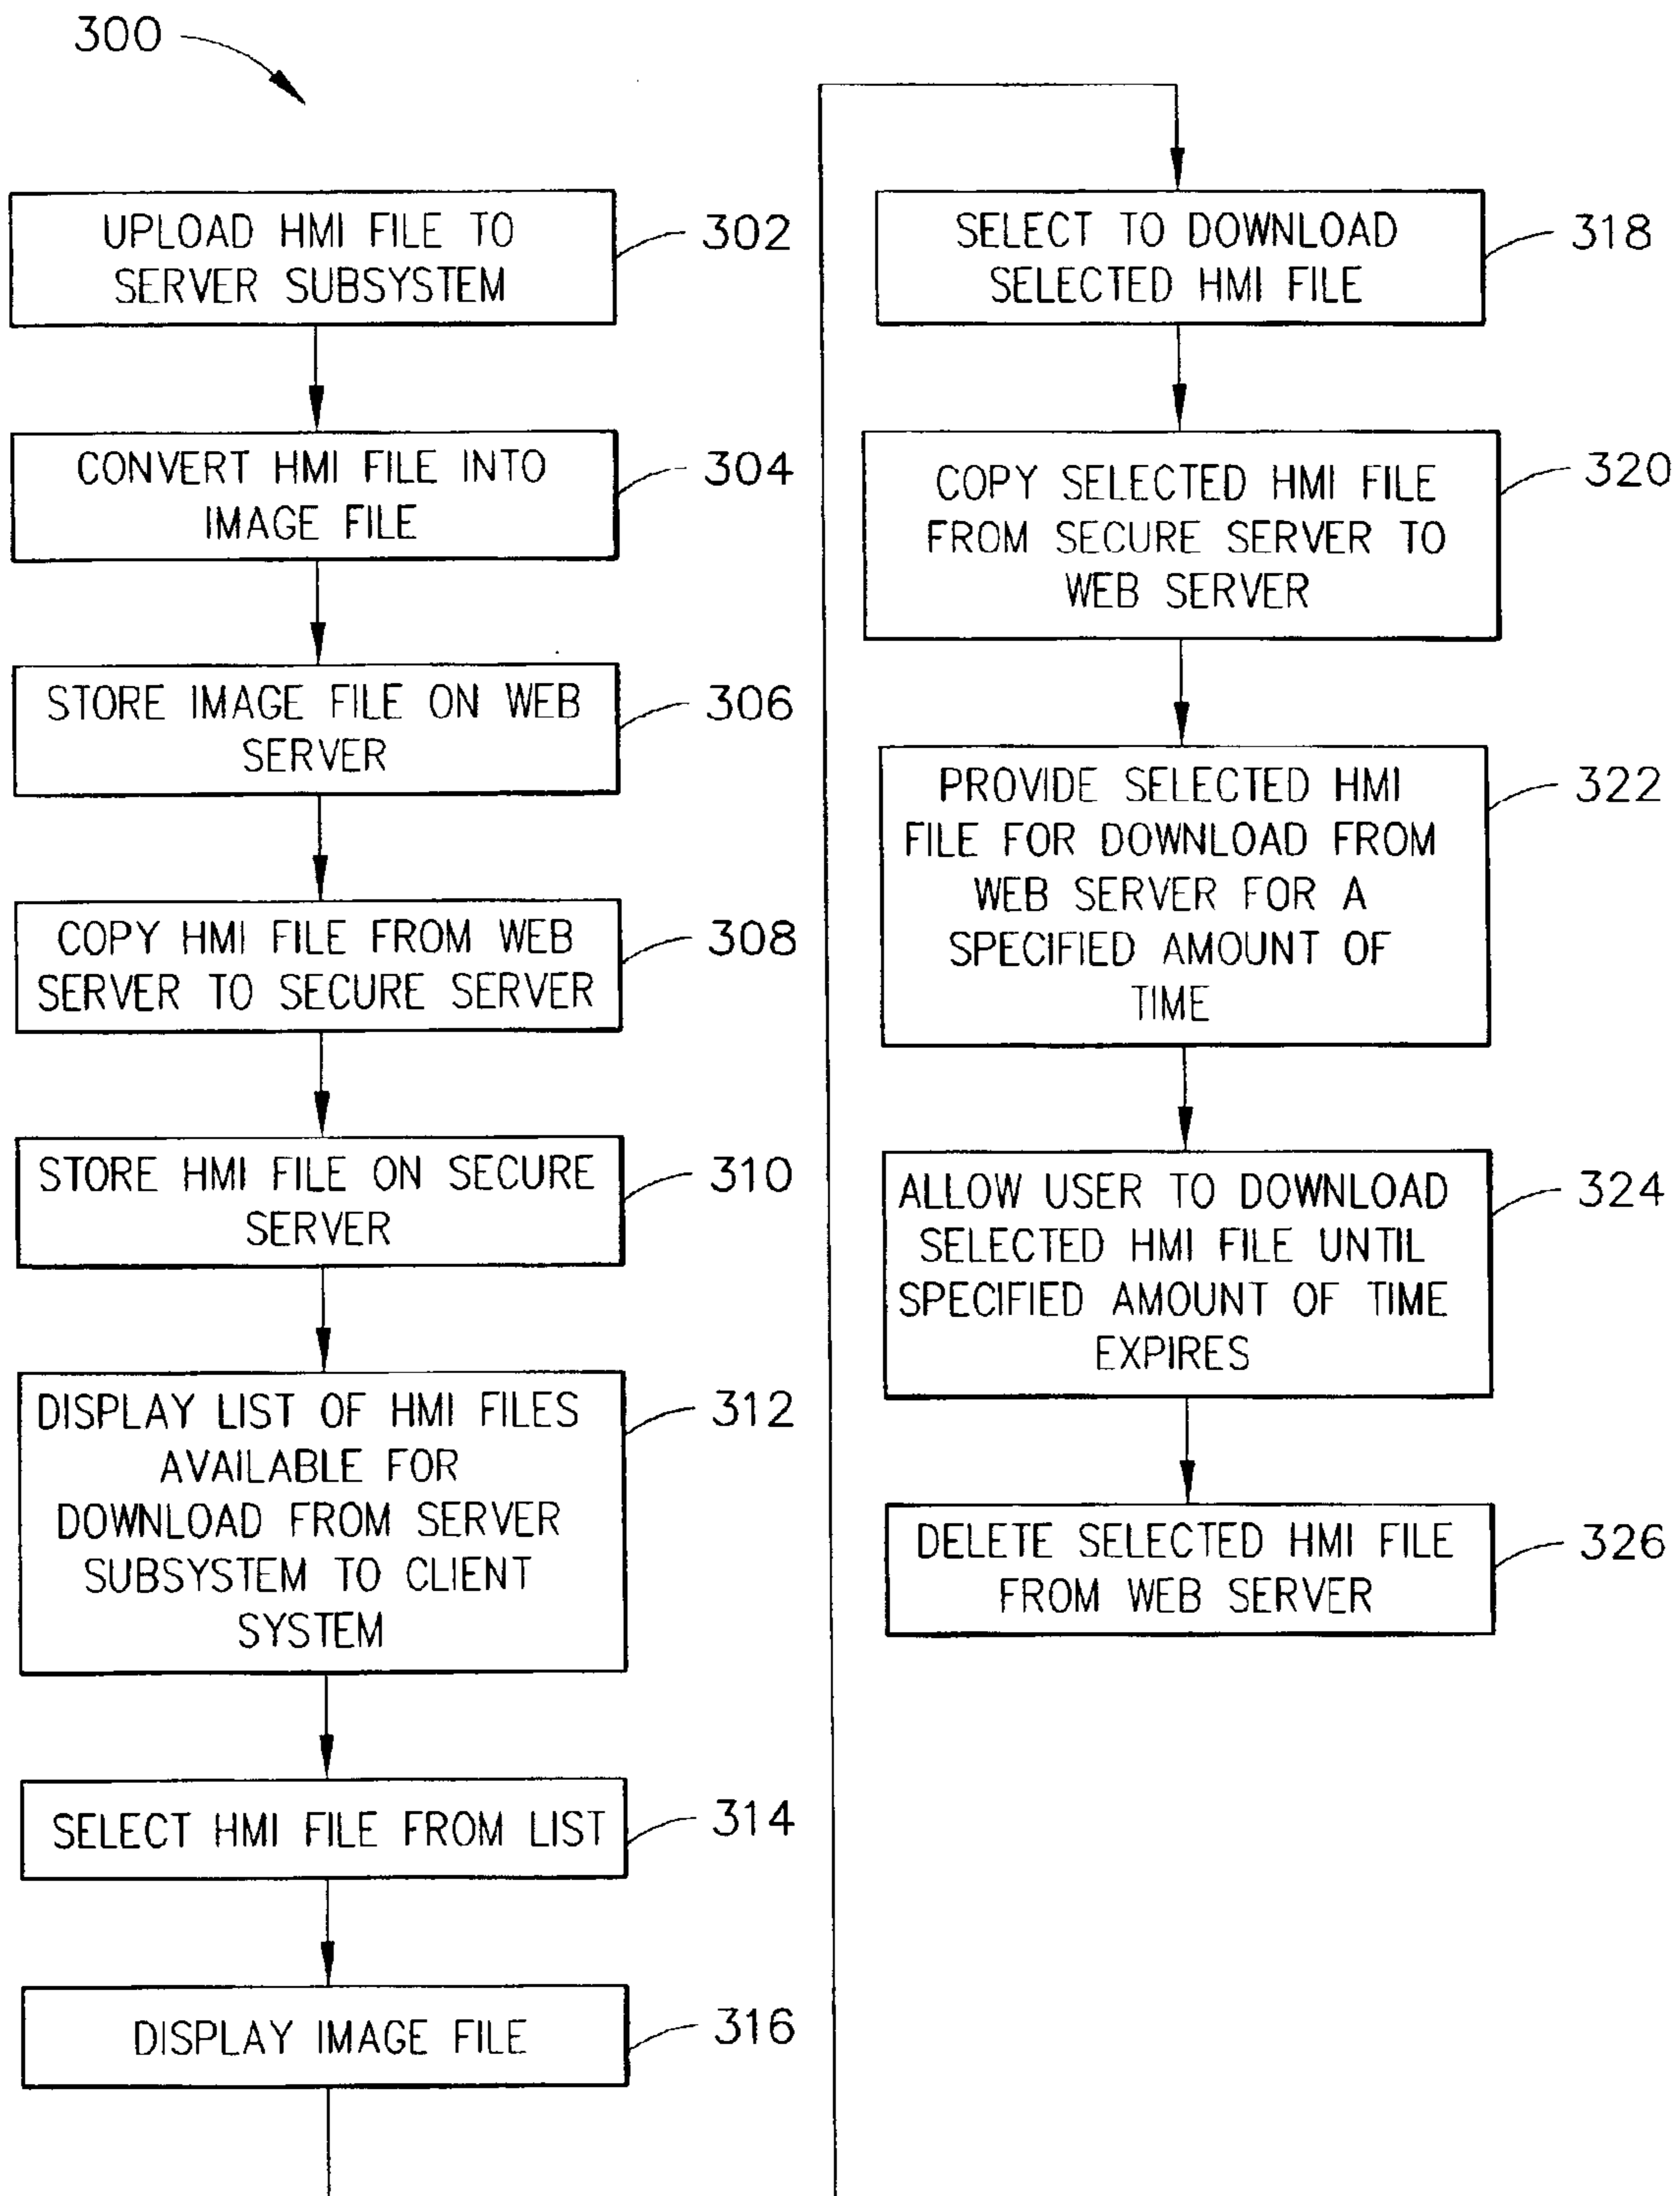 300
UPLOAD HMI FILE TO
SERVER SUBSYSTEM
302
CONVERT HMI FILE INTO
IMAGE FILE
304
STORE IMAGE FILE ON WEB
SERVER
306
COPY HMI FILE FROM WEB
SERVER TO SECURE SERVER
308
STORE HMI FILE ON SECURE
SERVER
310
DISPLAY LIST OF HMI FILES
AVAILABLE FOR
DOWNLOAD FROM SERVER
SUBSYSTEM TO CLIENT
SYSTEM
312
SELECT HMI FILE FROM LIST
314
DISPLAY IMAGE FILE
316
SELECT TO DOWNLOAD
SELECTED HMI FILE
318
COPY SELECTED HMI FILE
FROM SECURE SERVER TO
WEB SERVER
320
PROVIDE SELECTED HMI
FILE FOR DOWNLOAD FROM
WEB SERVER FOR A
SPECIFIED AMOUNT OF
TIME
322
ALLOW USER TO DOWNLOAD
SELECTED HMI FILE UNTIL
SPECIFIED AMOUNT OF TIME
EXPIRES
324
DELETE SELECTED HMI FILE
FROM WEB SERVER
326